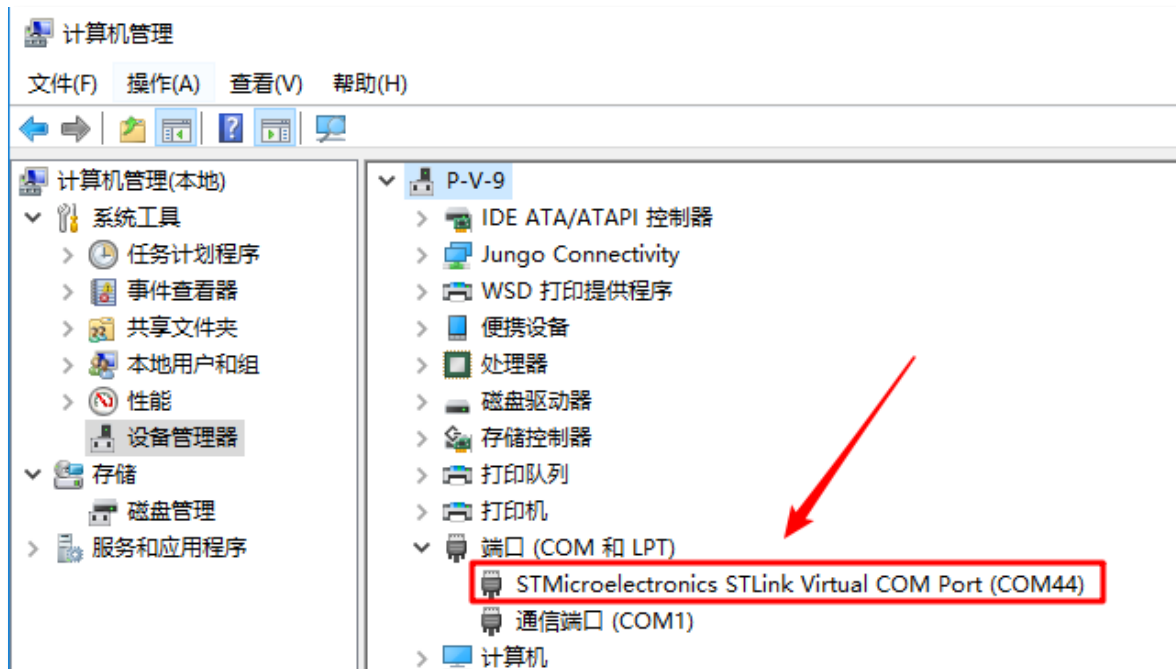 计算机管理
文件(F) 操作(A) 查看(V) 帮助(H)
计算机管理(本地)
系统工具
任务计划程序
事件查看器
共享文件夹
本地用户和组
性能
设备管理器
存储
磁盘管理
服务和应用程序
P-V-9
IDE ATA/ATAPI 控制器
Jungo Connectivity
WSD 打印提供程序
便携设备
处理器
磁盘驱动器
存储控制器
打印队列
打印机
端口 (COM 和 LPT)
STMicroelectronics STLink Virtual COM Port (COM44)
通信端口 (COM1)
计算机